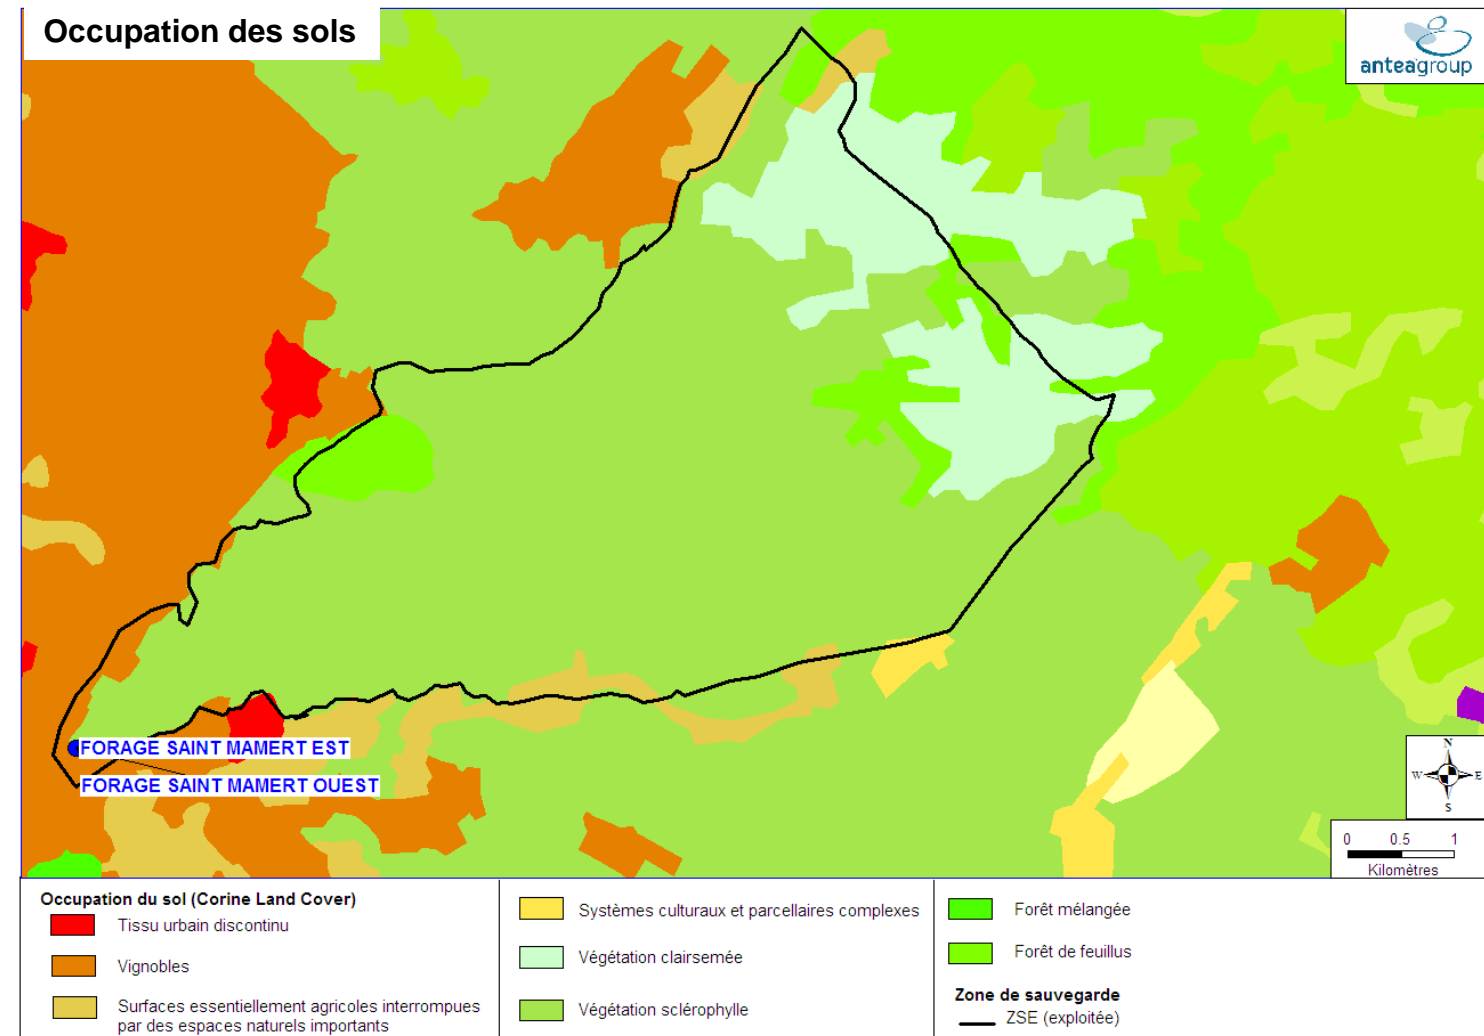 Occupation des sols
anteagroup
FORAGE SAINT MAMERT EST
FORAGE SAINT MAMERT OUEST
N
W E
S
0 0.5 1
Kilomètres
Occupation du sol (Corine Land Cover)
Tissu urbain discontinu
Vignobles
Surfaces essentiellement agricoles interrompues
par des espaces naturels importants
Systèmes culturaux et parcellaires complexes
Végétation clairsemée
Végétation sclérophylle
Forêt mélangée
Forêt de feuillus
Zone de sauvegarde
ZSE (exploitée)